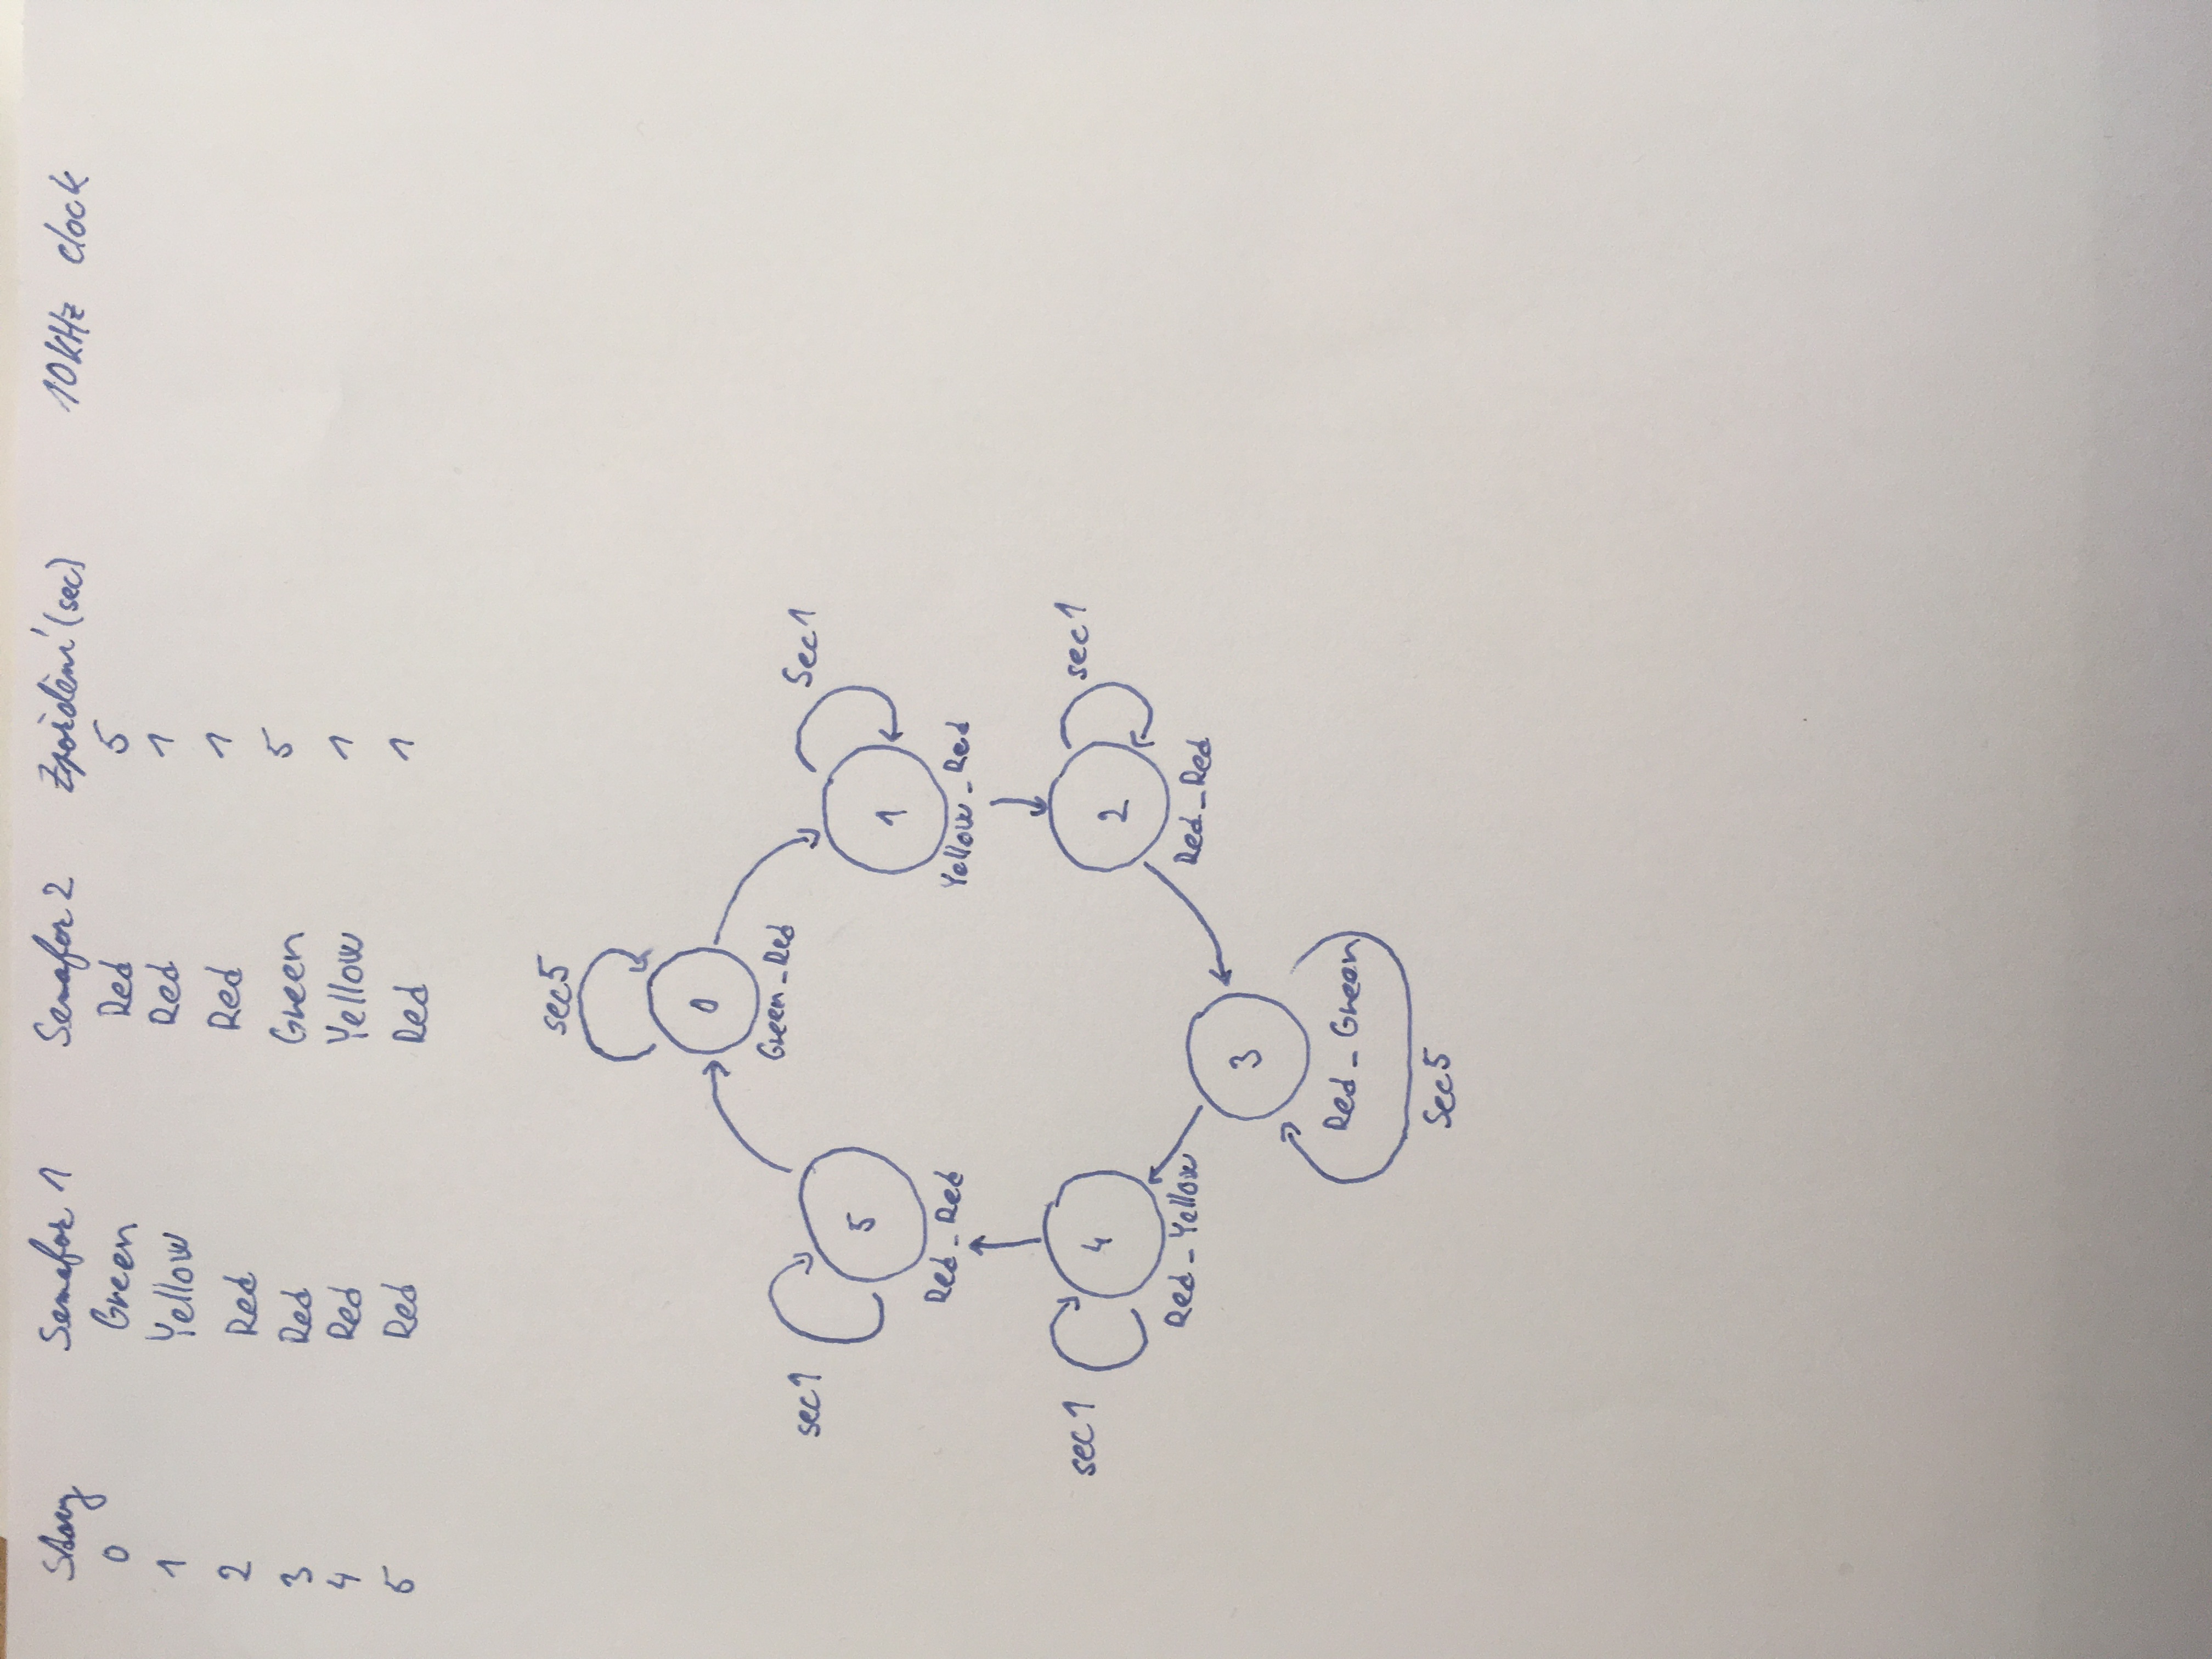 Stavy Semafor 1 Semafor 2 Zpoždění (sec) 10kHz clock
0 Green Red 5
1 Yellow Red 1
2 Red Red 1
3 Red Green 5
4 Red Yellow 1
5 Red Red 1
sec5
0
Green_Red
sec1
5
Red_Red
Sec1
1
Yellow_Red
sec1
4
Red_Yellow
sec1
2
Red_Red
3
Red_Green
Sec5